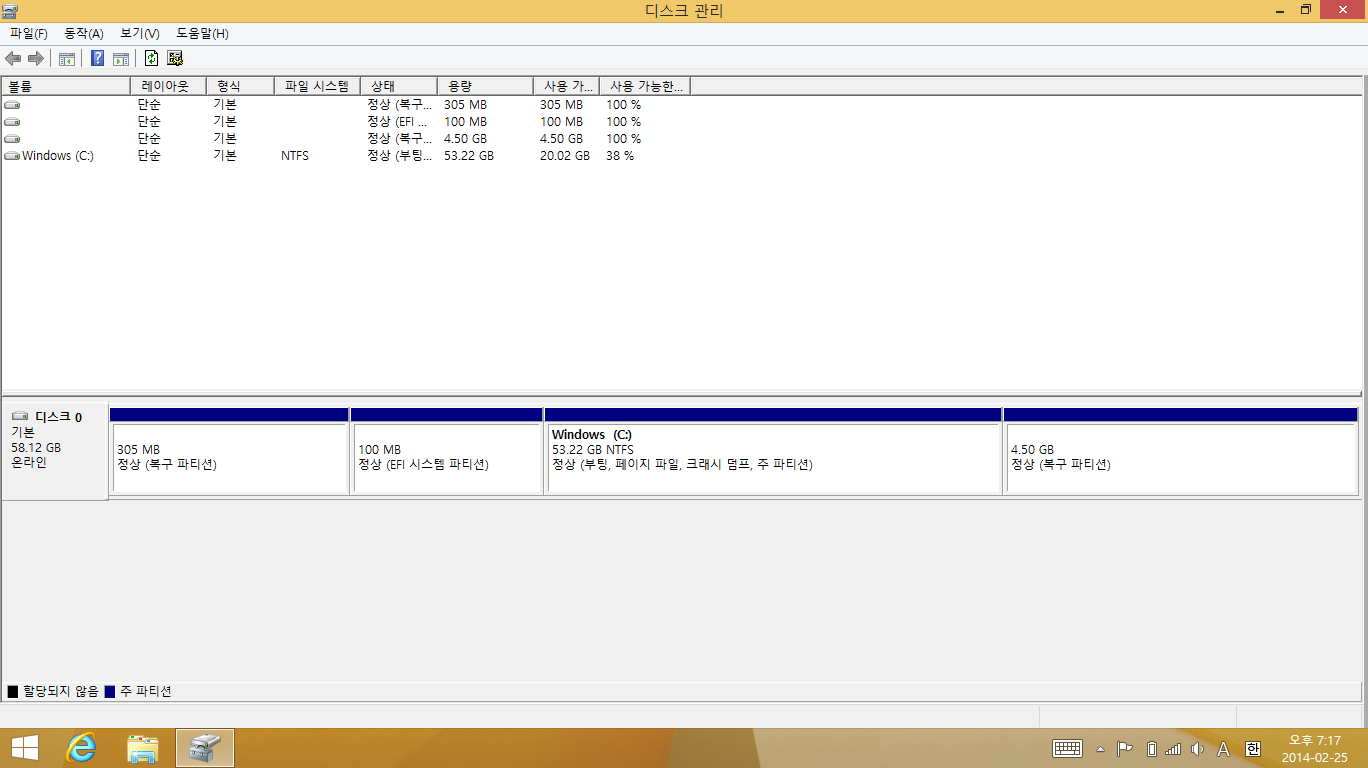 디스크 관리
파일(F) 동작(A) 보기(V) 도움말(H)
볼륨 레이아웃 형식 파일 시스템 상태 용량 사용 가... 사용 가능한...
단순 기본 정상 (복구... 305 MB 305 MB 100 %
단순 기본 정상 (EFI ... 100 MB 100 MB 100 %
단순 기본 정상 (복구... 4.50 GB 4.50 GB 100 %
Windows (C:) 단순 기본 NTFS 정상 (부팅... 53.22 GB 20.02 GB 38 %
디스크 0
기본
58.12 GB
온라인
305 MB
정상 (복구 파티션)
100 MB
정상 (EFI 시스템 파티션)
Windows (C:)
53.22 GB NTFS
정상 (부팅, 페이지 파일, 크래시 덤프, 주 파티션)
4.50 GB
정상 (복구 파티션)
할당되지 않음 주 파티션
A 한
오후 7:17
2014-02-25